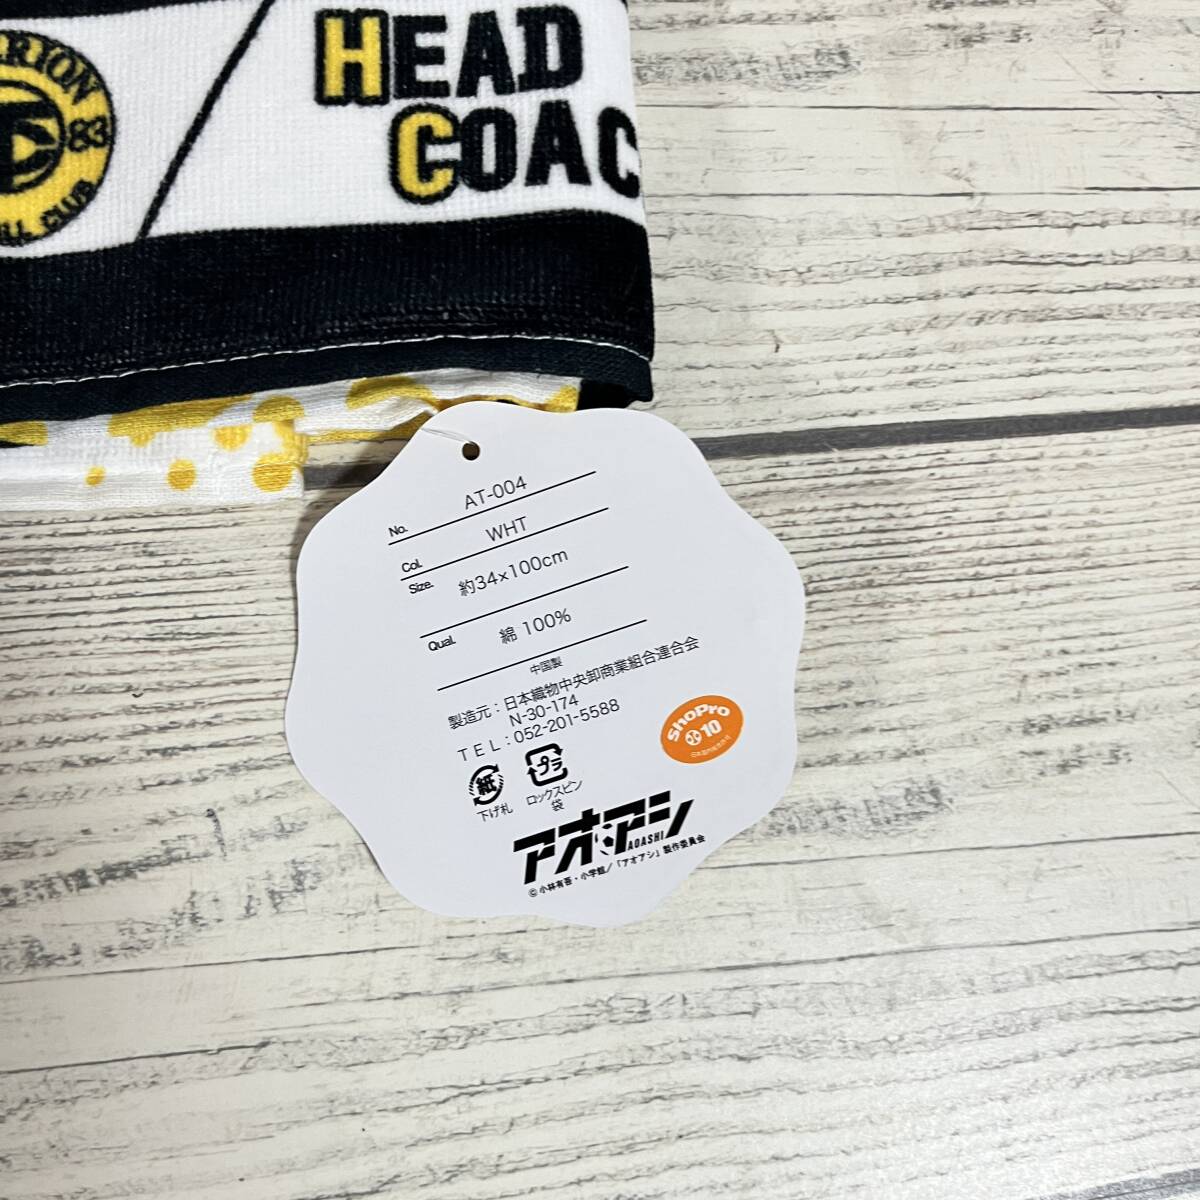 ERION
83
LL CLUB
HEAD
COAC
No. AT-004
Col. WHT
Size. 約34×100cm
Qual. 綿 100%
中国製
製造元：日本織物中央卸商業組合連合会
N-30-174
TEL：052-201-5588
紙
プラ
下げ札
ロックスピン
袋
ShoPro
10
アオアシ
AOASHI
©小林有吾・小学館／「アオアシ」製作委員会